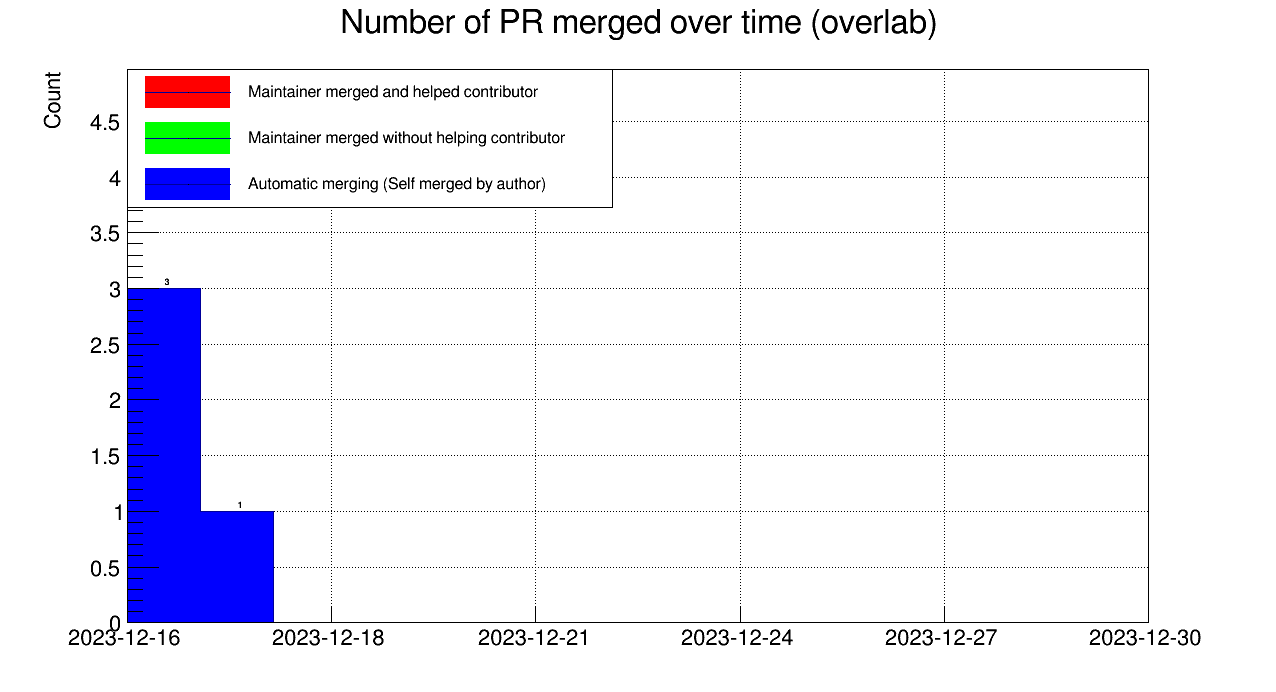 Number of PR merged over time (overlab)
Count
Maintainer merged and helped contributor
Maintainer merged without helping contributor
Automatic merging (Self merged by author)
4.5
4
3.5
3
2.5
2
1.5
1
0.5
0
3
1
2023-12-16 2023-12-18 2023-12-21 2023-12-24 2023-12-27 2023-12-30